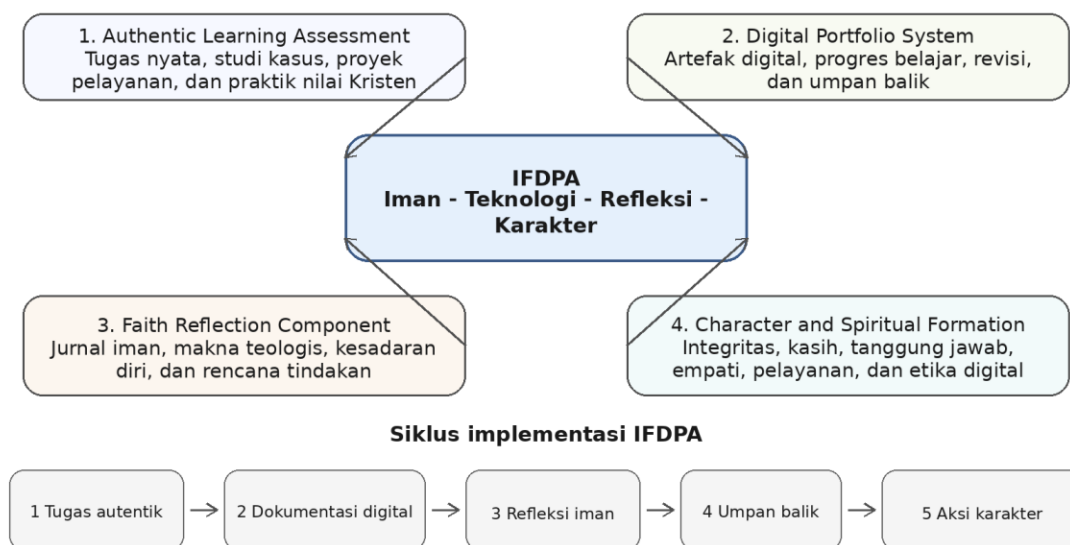 1. Authentic Learning Assessment
Tugas nyata, studi kasus, proyek
pelayanan, dan praktik nilai Kristen
2. Digital Portfolio System
Artefak digital, progres belajar, revisi,
dan umpan balik
IFDPA
Iman - Teknologi - Refleksi -
Karakter
3. Faith Reflection Component
Jurnal iman, makna teologis, kesadaran
diri, dan rencana tindakan
4. Character and Spiritual Formation
Integritas, kasih, tanggung jawab,
empati, pelayanan, dan etika digital
Siklus implementasi IFDPA
1 Tugas autentik
2 Dokumentasi digital
3 Refleksi iman
4 Umpan balik
5 Aksi karakter